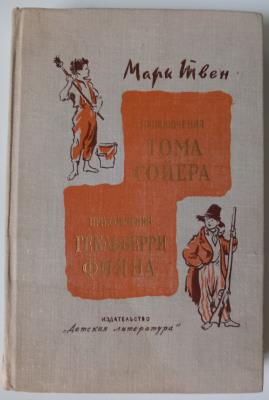 Марк Твен
ПРИКЛЮЧЕНИЯ
ТОМА
СОЙЕРА
ПРИКЛЮЧЕНИЯ
ГЕКЛЬБЕРРИ
ФИННА
ИЗДАТЕЛЬСТВО
„Детская литература"